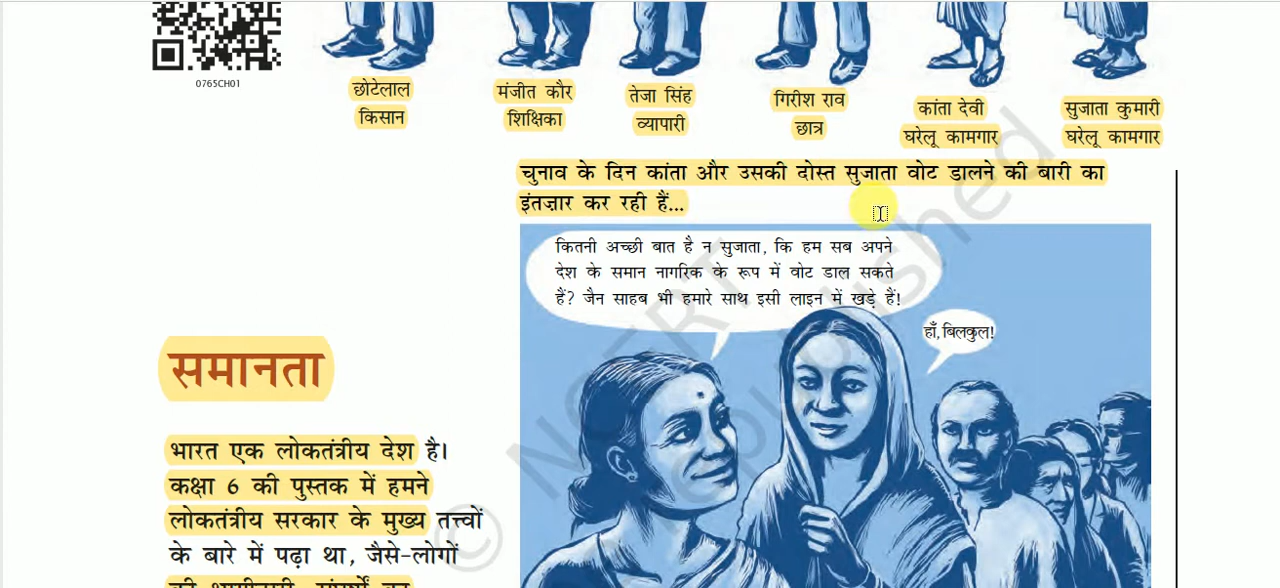 0765CH01
छोटेलाल
किसान
मंजीत कौर
शिक्षिका
तेजा सिंह
व्यापारी
गिरीश राव
छात्र
कांता देवी
घरेलू कामगार
सुजाता कुमारी
घरेलू कामगार
चुनाव के दिन कांता और उसकी दोस्त सुजाता वोट डालने की बारी का
इंतज़ार कर रही हैं...
कितनी अच्छी बात है न सुजाता, कि हम सब अपने
देश के समान नागरिक के रूप में वोट डाल सकते
हैं? जैन साहब भी हमारे साथ इसी लाइन में खड़े हैं!
हाँ, बिलकुल!
समानता
भारत एक लोकतंत्रीय देश है।
कक्षा 6 की पुस्तक में हमने
लोकतंत्रीय सरकार के मुख्य तत्त्वों
के बारे में पढ़ा था, जैसे-लोगों
© NCERT
republished